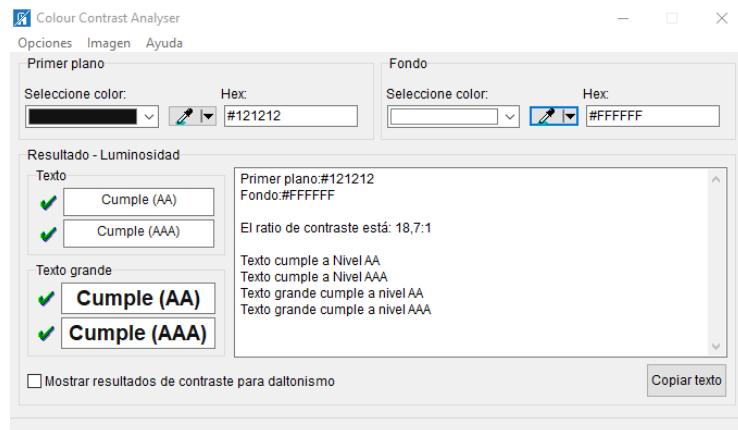 Colour Contrast Analyser
Opciones Imagen Ayuda
Primer plano
Seleccione color:
Hex:
#121212
Fondo
Seleccione color:
Hex:
#FFFFFF
Resultado - Luminosidad
Texto
Cumple (AA)
Cumple (AAA)
Texto grande
Cumple (AA)
Cumple (AAA)
Primer plano:#121212
Fondo:#FFFFFF
El ratio de contraste está: 18,7:1
Texto cumple a Nivel AA
Texto cumple a Nivel AAA
Texto grande cumple a nivel AA
Texto grande cumple a nivel AAA
Mostrar resultados de contraste para daltonismo
Copiar texto